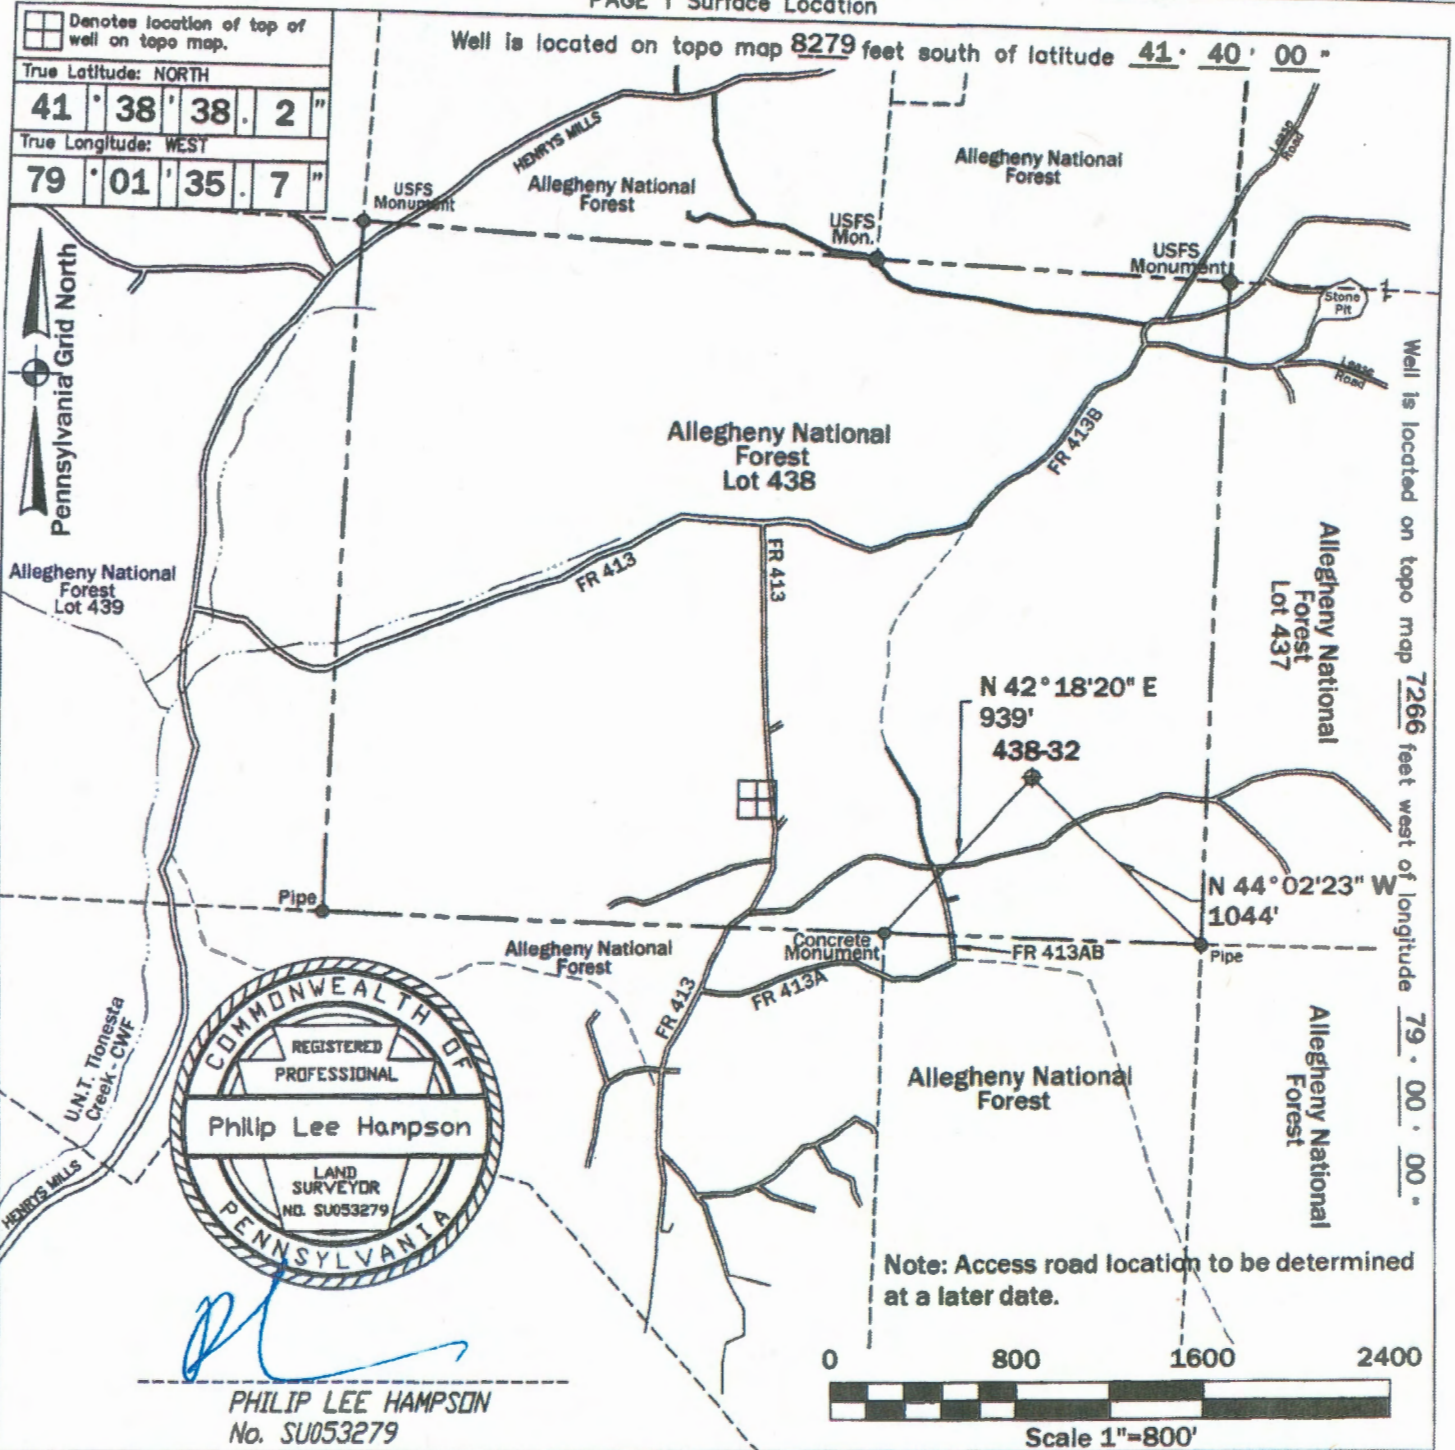 PAGE 1 Surface Location
Denotes location of top of
well on topo map.
Well is located on topo map 8279 feet south of latitude 41° 40' 00"
True Latitude: NORTH
41 ° 38 ' 38 . 2 "
True Longitude: WEST
79 ° 01 ' 35 . 7 "
HENRYS MILLS
USFS
Monument
Allegheny National
Forest
USFS
Mon.
Allegheny National
Forest
Lease
Road
USFS
Monument
Stone
Pit
Lease
Road
Pennsylvania Grid North
Well is located on topo map 7266 feet west of longitude 79 ° 00 ' 00 "
Allegheny National
Forest
Lot 438
FR 413B
Allegheny National
Forest
Lot 439
FR 413
FR 413
Allegheny National
Forest
Lot 437
N 42°18'20" E
939'
438-32
N 44°02'23" W
1044'
Pipe
Concrete
Monument
FR 413AB
Pipe
Allegheny National
Forest
FR 413
FR 413A
U.N.T. Tionesta
Creek - CWF
Allegheny National
Forest
Allegheny National
Forest
HENRYS MILLS
COMMONWEALTH OF
REGISTERED
PROFESSIONAL
Philip Lee Hampson
LAND
SURVEYOR
NO. SU053279
PENNSYLVANIA
Note: Access road location to be determined
at a later date.
PHILIP LEE HAMPSON
No. SU053279
0 800 1600 2400
Scale 1"=800'